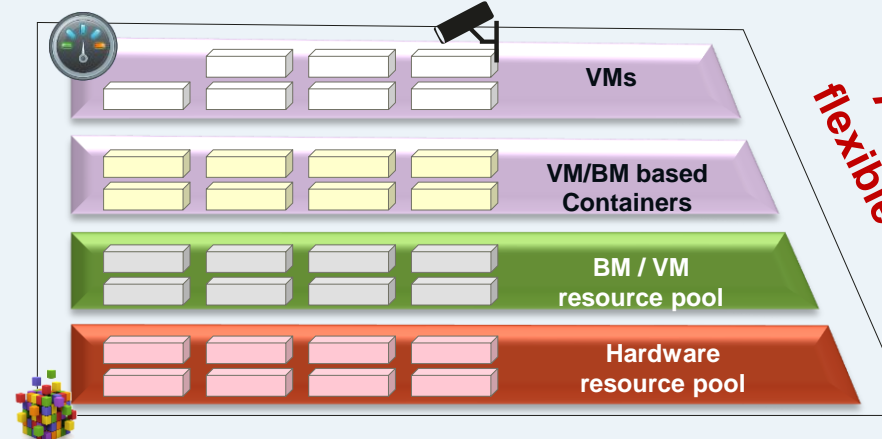 VMs
flexible
VM/BM based
Containers
BM / VM
resource pool
Hardware
resource pool